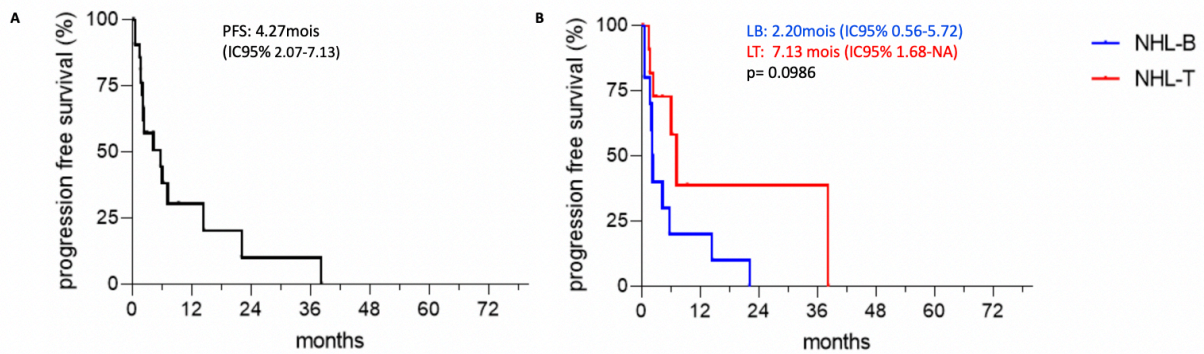 A
PFS: 4.27mois
(IC95% 2.07-7.13)
progression free survival (%)
100
75
50
25
0
0 12 24 36 48 60 72
months
B
LB: 2.20mois (IC95% 0.56-5.72)
LT: 7.13 mois (IC95% 1.68-NA)
p= 0.0986
progression free survival (%)
100
75
50
25
0
0 12 24 36 48 60 72
months
NHL-B
NHL-T